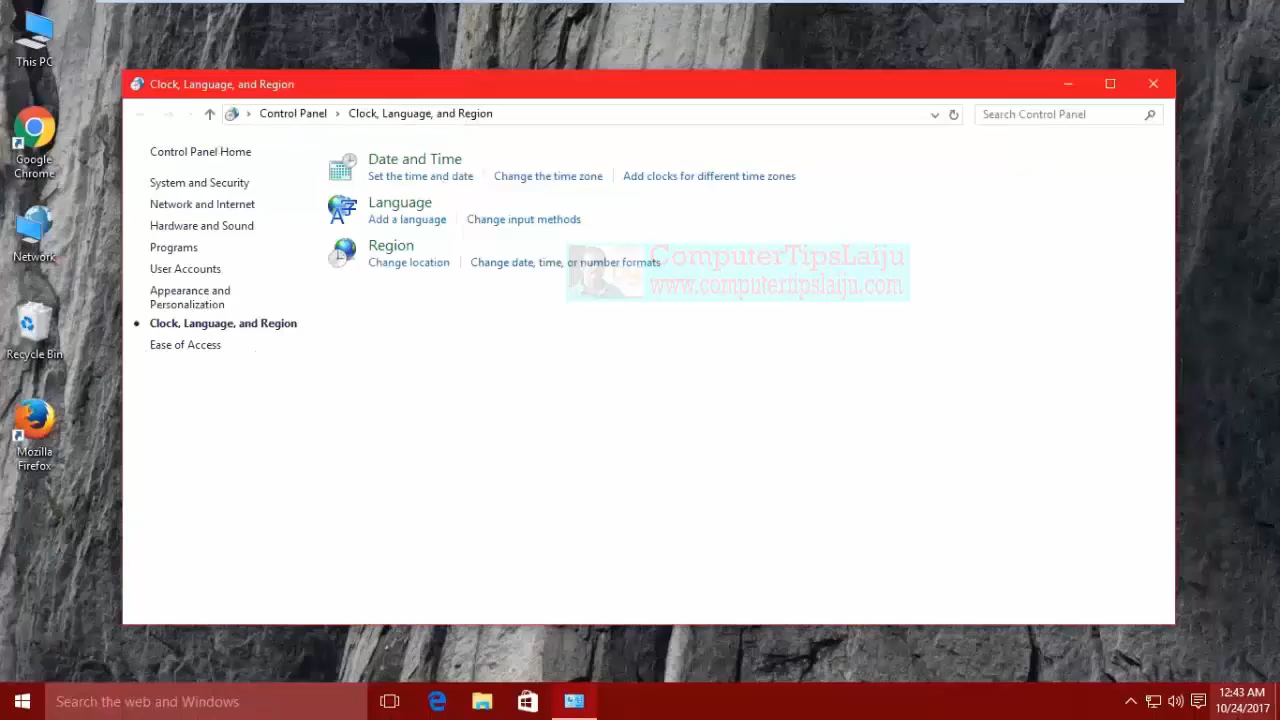 This PC
Google
Chrome
Network
Recycle Bin
Mozilla
Firefox
Clock, Language, and Region
Control Panel
Clock, Language, and Region
Search Control Panel
Control Panel Home
System and Security
Network and Internet
Hardware and Sound
Programs
User Accounts
Appearance and
Personalization
Clock, Language, and Region
Ease of Access
Date and Time
Set the time and date
Change the time zone
Add clocks for different time zones
Language
Add a language
Change input methods
Region
Change location
Change date, time, or number formats
ComputerTipsLaiju
www.computertipslaiju.com
Search the web and Windows
12:43 AM
10/24/2017